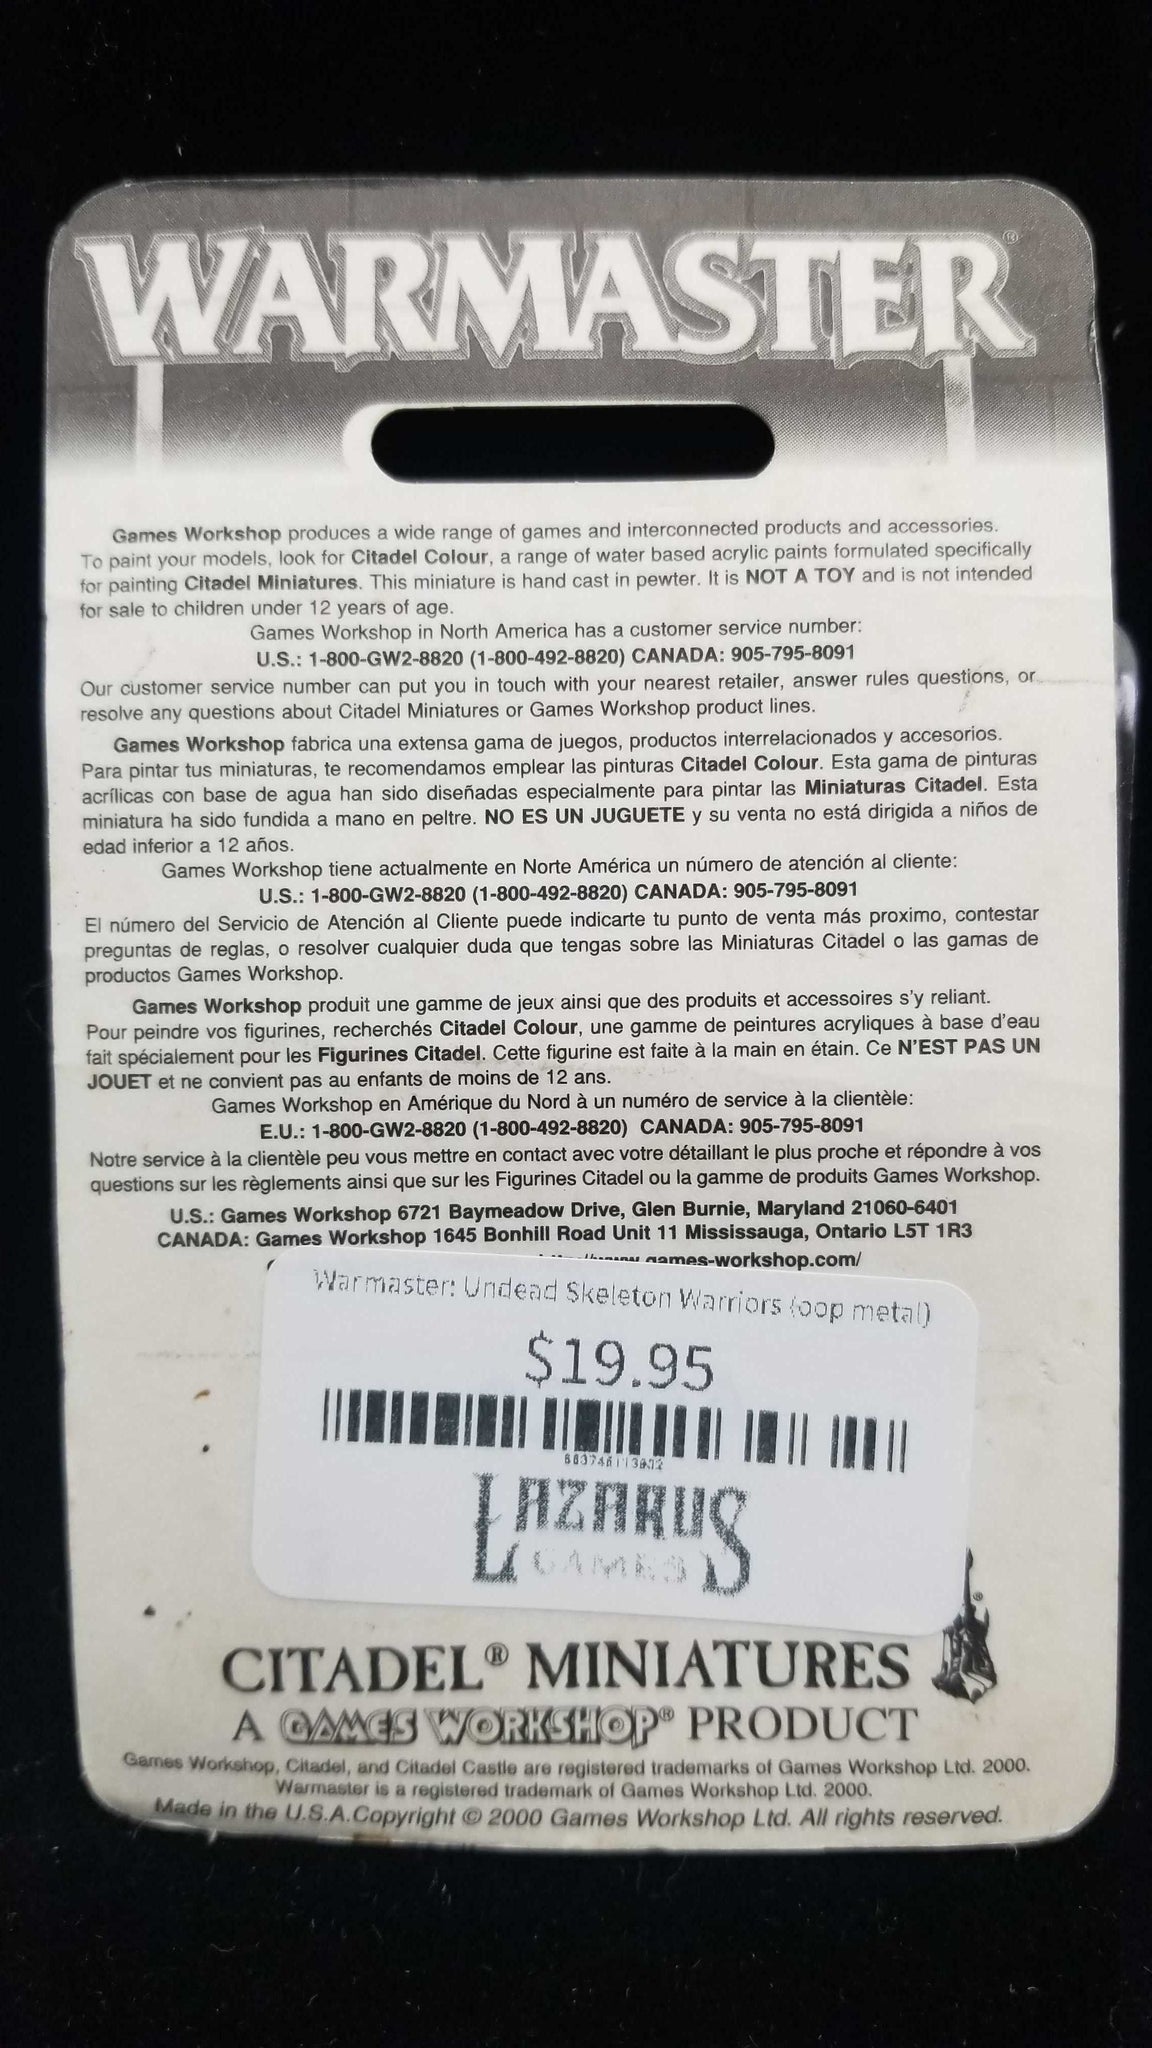 WARMASTER®
Games Workshop produces a wide range of games and interconnected products and accessories.
To paint your models, look for Citadel Colour, a range of water based acrylic paints formulated specifically
for painting Citadel Miniatures. This miniature is hand cast in pewter. It is NOT A TOY and is not intended
for sale to children under 12 years of age.
Games Workshop in North America has a customer service number:
U.S.: 1-800-GW2-8820 (1-800-492-8820) CANADA: 905-795-8091
Our customer service number can put you in touch with your nearest retailer, answer rules questions, or
resolve any questions about Citadel Miniatures or Games Workshop product lines.
Games Workshop fabrica una extensa gama de juegos, productos interrelacionados y accesorios.
Para pintar tus miniaturas, te recomendamos emplear las pinturas Citadel Colour. Esta gama de pinturas
acrílicas con base de agua han sido diseñadas especialmente para pintar las Miniaturas Citadel. Esta
miniatura ha sido fundida a mano en peltre. NO ES UN JUGUETE y su venta no está dirigida a niños de
edad inferior a 12 años.
Games Workshop tiene actualmente en Norte América un número de atención al cliente:
U.S.: 1-800-GW2-8820 (1-800-492-8820) CANADA: 905-795-8091
El número del Servicio de Atención al Cliente puede indicarte tu punto de venta más proximo, contestar
preguntas de reglas, o resolver cualquier duda que tengas sobre las Miniaturas Citadel o las gamas de
productos Games Workshop.
Games Workshop produit une gamme de jeux ainsi que des produits et accessoires s'y reliant.
Pour peindre vos figurines, recherchés Citadel Colour, une gamme de peintures acryliques à base d'eau
fait spécialement pour les Figurines Citadel. Cette figurine est faite à la main en étain. Ce N'EST PAS UN
JOUET et ne convient pas au enfants de moins de 12 ans.
Games Workshop en Amérique du Nord à un numéro de service à la clientèle:
E.U.: 1-800-GW2-8820 (1-800-492-8820) CANADA: 905-795-8091
Notre service à la clientèle peu vous mettre en contact avec votre détaillant le plus proche et répondre à vos
questions sur les règlements ainsi que sur les Figurines Citadel ou la gamme de produits Games Workshop.
U.S.: Games Workshop 6721 Baymeadow Drive, Glen Burnie, Maryland 21060-6401
CANADA: Games Workshop 1645 Bonhill Road Unit 11 Mississauga, Ontario L5T 1R3
www.games-workshop.com/
Warmaster: Undead Skeleton Warriors (oop metal)
$19.95
LAZARUS
GAMES
CITADEL® MINIATURES
A GAMES WORKSHOP® PRODUCT
Games Workshop, Citadel, and Citadel Castle are registered trademarks of Games Workshop Ltd. 2000.
Warmaster is a registered trademark of Games Workshop Ltd. 2000.
Made in the U.S.A.Copyright © 2000 Games Workshop Ltd. All rights reserved.